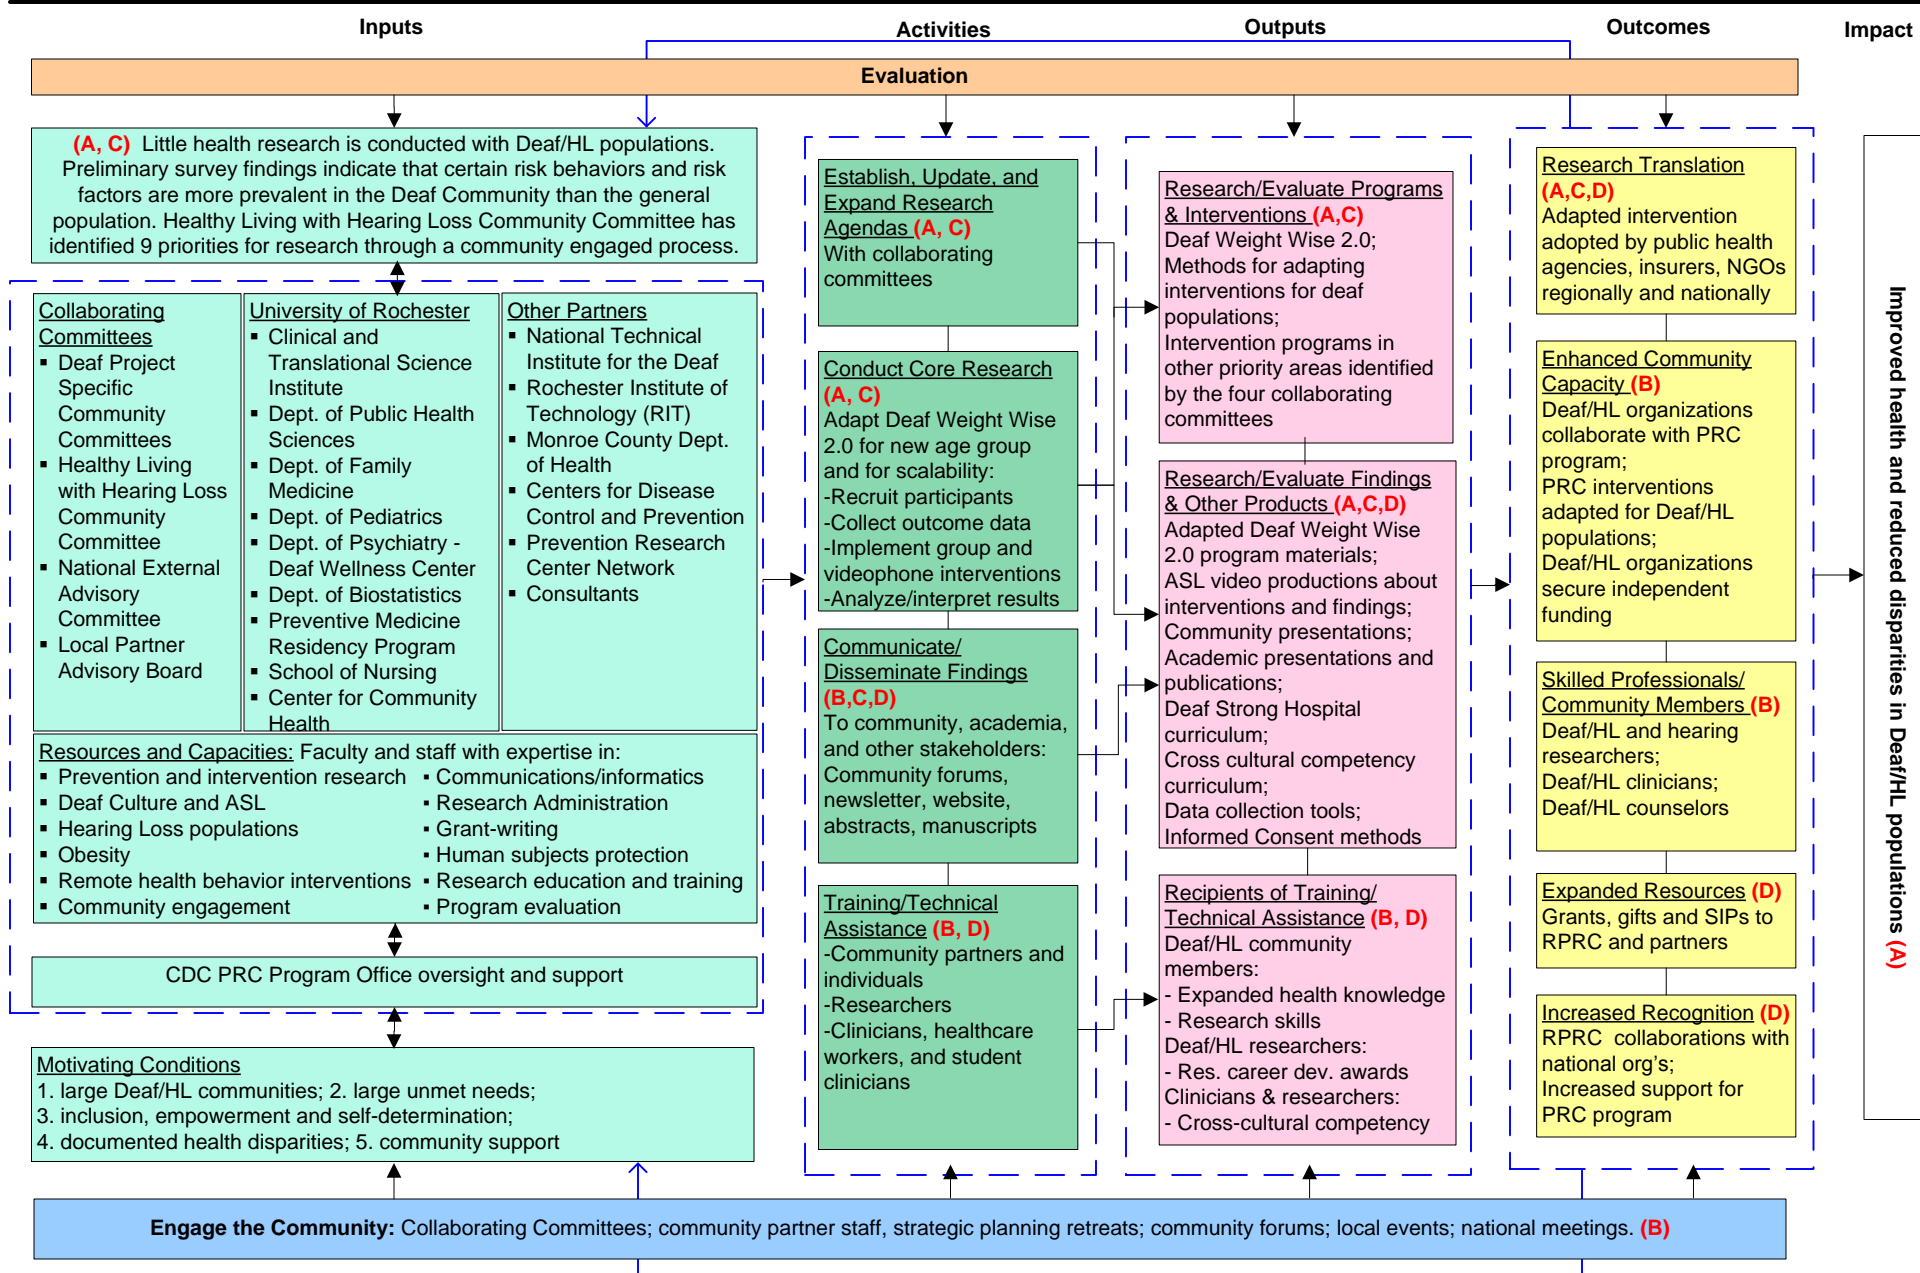 Inputs
Activities
Outputs
Outcomes
Impact
Evaluation
(A, C) Little health research is conducted with Deaf/HL populations.
Preliminary survey findings indicate that certain risk behaviors and risk
factors are more prevalent in the Deaf Community than the general
population. Healthy Living with Hearing Loss Community Committee has
identified 9 priorities for research through a community engaged process.
Collaborating
Committees
▪ Deaf Project
Specific
Community
Committees
▪ Healthy Living
with Hearing Loss
Community
Committee
▪ National External
Advisory
Committee
▪ Local Partner
Advisory Board
University of Rochester
▪ Clinical and
Translational Science
Institute
▪ Dept. of Public Health
Sciences
▪ Dept. of Family
Medicine
▪ Dept. of Pediatrics
▪ Dept. of Psychiatry -
Deaf Wellness Center
▪ Dept. of Biostatistics
▪ Preventive Medicine
Residency Program
▪ School of Nursing
▪ Center for Community
Health
Other Partners
▪ National Technical
Institute for the Deaf
▪ Rochester Institute of
Technology (RIT)
▪ Monroe County Dept.
of Health
▪ Centers for Disease
Control and Prevention
▪ Prevention Research
Center Network
▪ Consultants
Resources and Capacities: Faculty and staff with expertise in:
▪ Prevention and intervention research
▪ Deaf Culture and ASL
▪ Hearing Loss populations
▪ Obesity
▪ Remote health behavior interventions
▪ Community engagement
▪ Communications/informatics
▪ Research Administration
▪ Grant-writing
▪ Human subjects protection
▪ Research education and training
▪ Program evaluation
CDC PRC Program Office oversight and support
Motivating Conditions
1. large Deaf/HL communities; 2. large unmet needs;
3. inclusion, empowerment and self-determination;
4. documented health disparities; 5. community support
Establish, Update, and
Expand Research
Agendas (A, C)
With collaborating
committees
Conduct Core Research
(A, C)
Adapt Deaf Weight Wise
2.0 for new age group
and for scalability:
-Recruit participants
-Collect outcome data
-Implement group and
videophone interventions
-Analyze/interpret results
Communicate/
Disseminate Findings
(B,C,D)
To community, academia,
and other stakeholders:
Community forums,
newsletter, website,
abstracts, manuscripts
Training/Technical
Assistance (B, D)
-Community partners and
individuals
-Researchers
-Clinicians, healthcare
workers, and student
clinicians
Research/Evaluate Programs
& Interventions (A,C)
Deaf Weight Wise 2.0;
Methods for adapting
interventions for deaf
populations;
Intervention programs in
other priority areas identified
by the four collaborating
committees
Research/Evaluate Findings
& Other Products (A,C,D)
Adapted Deaf Weight Wise
2.0 program materials;
ASL video productions about
interventions and findings;
Community presentations;
Academic presentations and
publications;
Deaf Strong Hospital
curriculum;
Cross cultural competency
curriculum;
Data collection tools;
Informed Consent methods
Recipients of Training/
Technical Assistance (B, D)
Deaf/HL community
members:
- Expanded health knowledge
- Research skills
Deaf/HL researchers:
- Res. career dev. awards
Clinicians & researchers:
- Cross-cultural competency
Research Translation
(A,C,D)
Adapted intervention
adopted by public health
agencies, insurers, NGOs
regionally and nationally
Enhanced Community
Capacity (B)
Deaf/HL organizations
collaborate with PRC
program;
PRC interventions
adapted for Deaf/HL
populations;
Deaf/HL organizations
secure independent
funding
Skilled Professionals/
Community Members (B)
Deaf/HL and hearing
researchers;
Deaf/HL clinicians;
Deaf/HL counselors
Expanded Resources (D)
Grants, gifts and SIPs to
RPRC and partners
Increased Recognition (D)
RPRC collaborations with
national org's;
Increased support for
PRC program
Improved health and reduced disparities in Deaf/HL populations (A)
Engage the Community: Collaborating Committees; community partner staff, strategic planning retreats; community forums; local events; national meetings. (B)